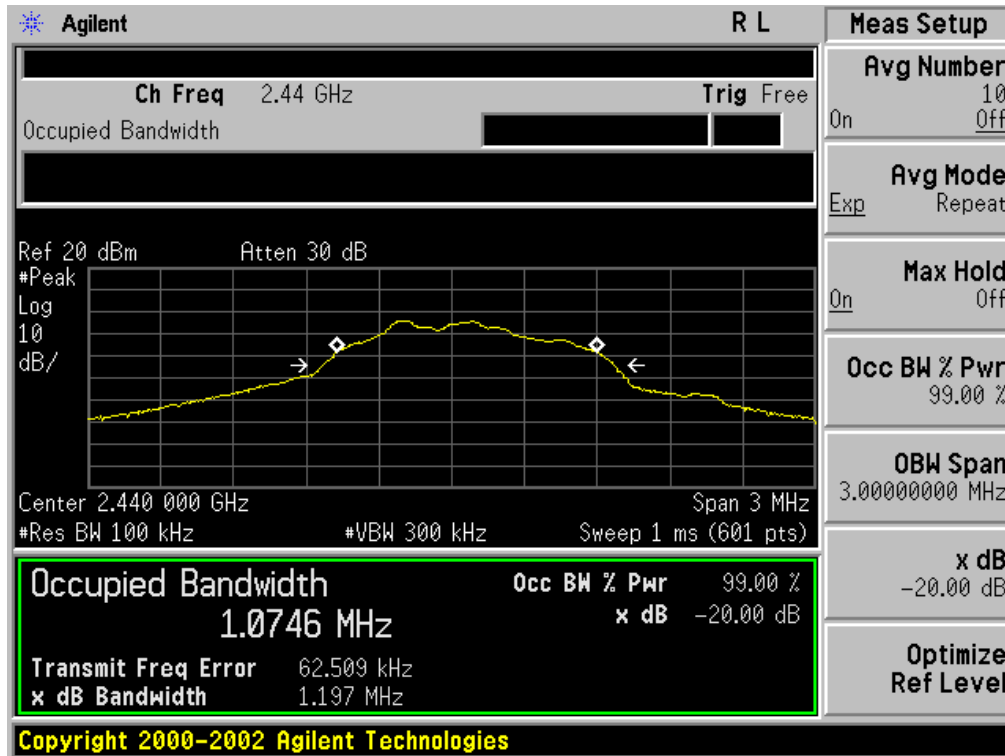 Agilent R L Meas Setup
Avg Number
10
On Off
Ch Freq 2.44 GHz Trig Free
Occupied Bandwidth
Avg Mode
Exp Repeat
Max Hold
On Off
Occ BW % Pwr
99.00 %
OBW Span
3.00000000 MHz
x dB
-20.00 dB
Optimize
Ref Level
Ref 20 dBm Atten 30 dB
#Peak
Log
10
dB/
Center 2.440 000 GHz Span 3 MHz
#Res BW 100 kHz #VBW 300 kHz Sweep 1 ms (601 pts)
Occupied Bandwidth Occ BW % Pwr 99.00 %
1.0746 MHz x dB -20.00 dB
Transmit Freq Error 62.509 kHz
x dB Bandwidth 1.197 MHz
Copyright 2000-2002 Agilent Technologies